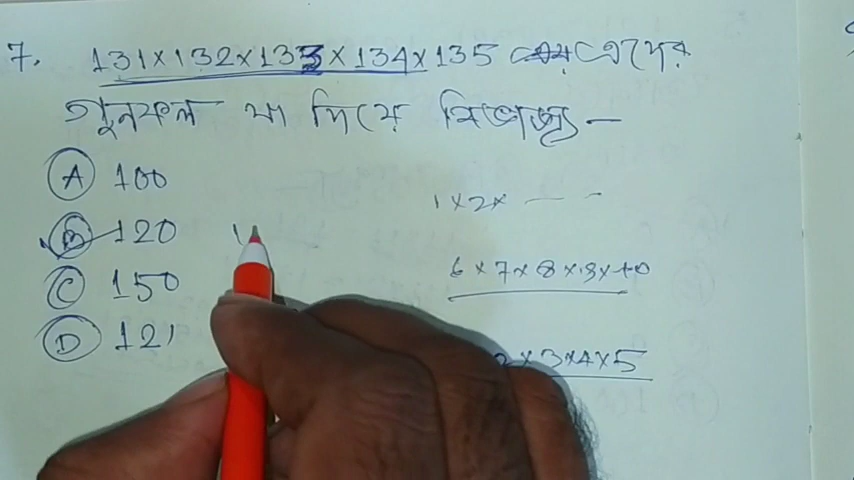 7. 131×132×133×134×135 এদের
গুনফল যা দিয়ে বিভাজ্য —
A 100
B 120
C 150
D 121
1×2× — -
6×7×8×9×10
2×3×4×5